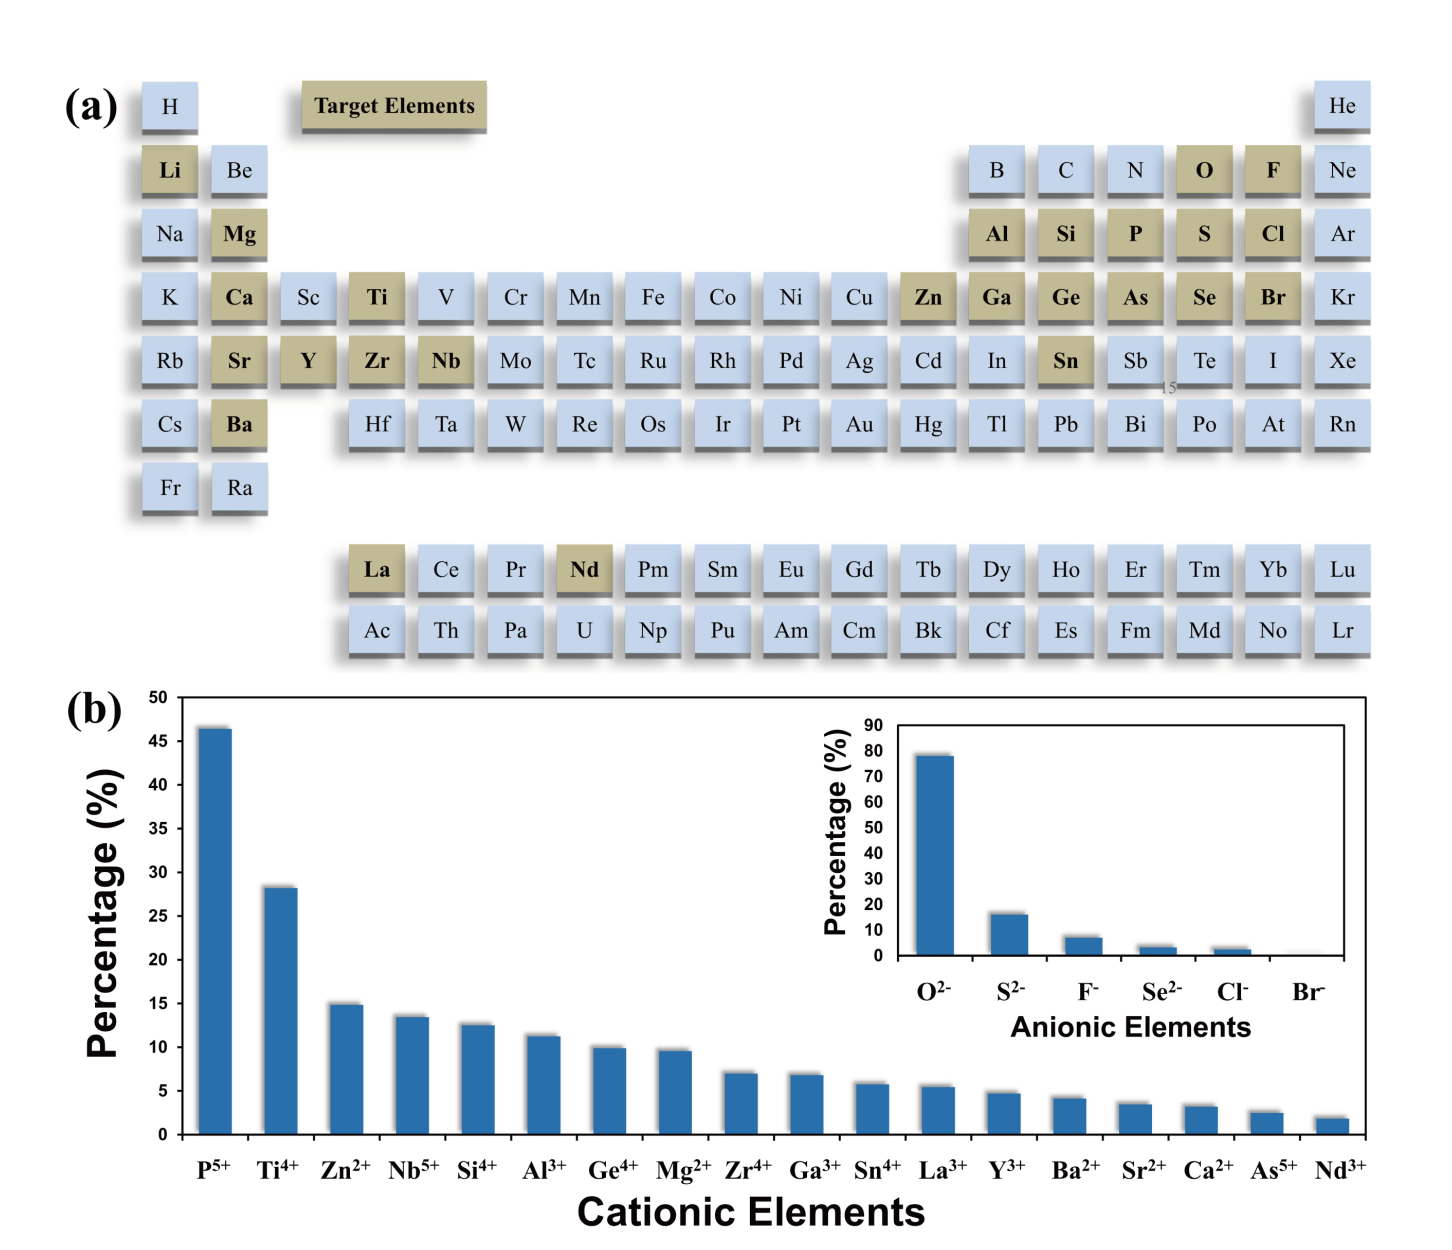 (a) H Target Elements He
Li Be B C N O F Ne
Na Mg Al Si P S Cl Ar
K Ca Sc Ti V Cr Mn Fe Co Ni Cu Zn Ga Ge As Se Br Kr
Rb Sr Y Zr Nb Mo Tc Ru Rh Pd Ag Cd In Sn Sb Te I Xe
15
Cs Ba Hf Ta W Re Os Ir Pt Au Hg Tl Pb Bi Po At Rn
Fr Ra
La Ce Pr Nd Pm Sm Eu Gd Tb Dy Ho Er Tm Yb Lu
Ac Th Pa U Np Pu Am Cm Bk Cf Es Fm Md No Lr
(b)
Percentage (%)
50
45
40
35
30
25
20
15
10
5
0
P⁵⁺ Ti⁴⁺ Zn²⁺ Nb⁵⁺ Si⁴⁺ Al³⁺ Ge⁴⁺ Mg²⁺ Zr⁴⁺ Ga³⁺ Sn⁴⁺ La³⁺ Y³⁺ Ba²⁺ Sr²⁺ Ca²⁺ As⁵⁺ Nd³⁺
Cationic Elements
Percentage (%)
90
80
70
60
50
40
30
20
10
0
O²⁻ S²⁻ F⁻ Se²⁻ Cl⁻ Br⁻
Anionic Elements